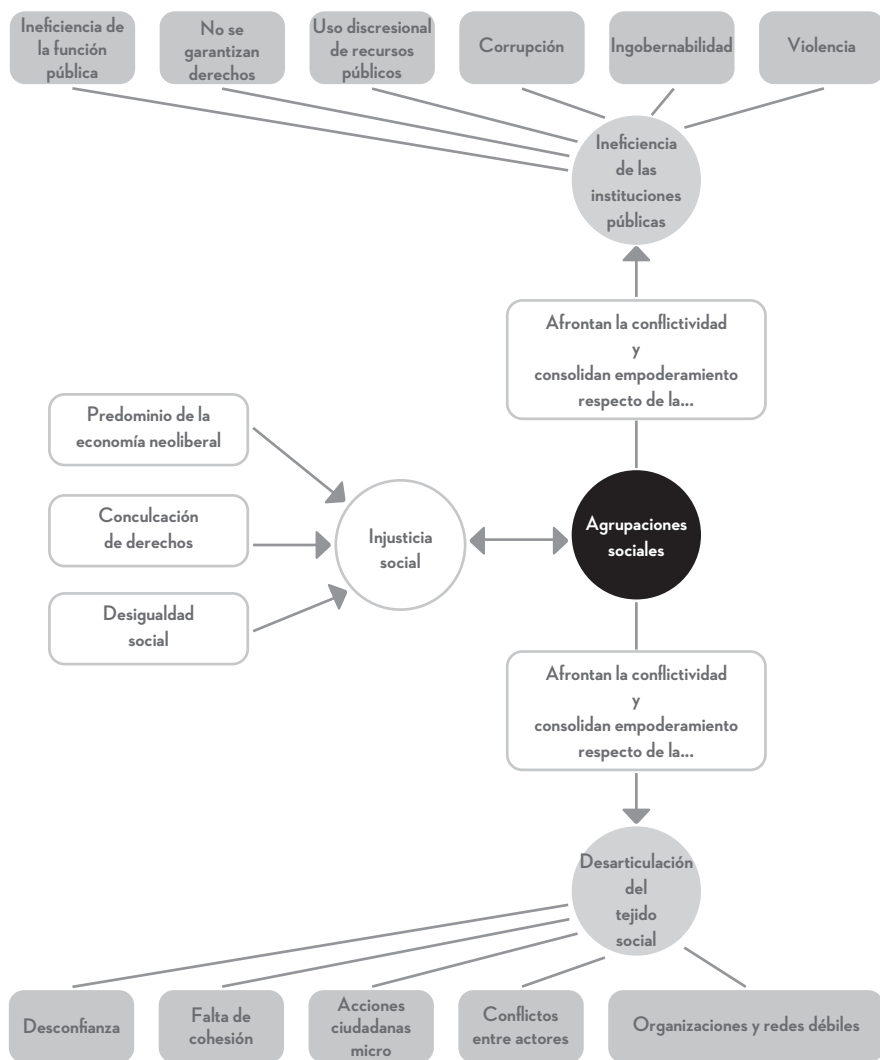 Ineficiencia de
la función
pública
No se
garantizan
derechos
Uso discresional
de recursos
públicos
Corrupción
Ingobernabilidad
Violencia
Ineficiencia
de las
instituciones
públicas
Afrontan la conflictividad
y
consolidan empoderamiento
respecto de la...
Predominio de la
economía neoliberal
Conculcación
de derechos
Desigualdad
social
Injusticia
social
Agrupaciones
sociales
Afrontan la conflictividad
y
consolidan empoderamiento
respecto de la...
Desarticulación
del
tejido
social
Desconfianza
Falta de
cohesión
Acciones
ciudadanas
micro
Conflictos
entre actores
Organizaciones y redes débiles